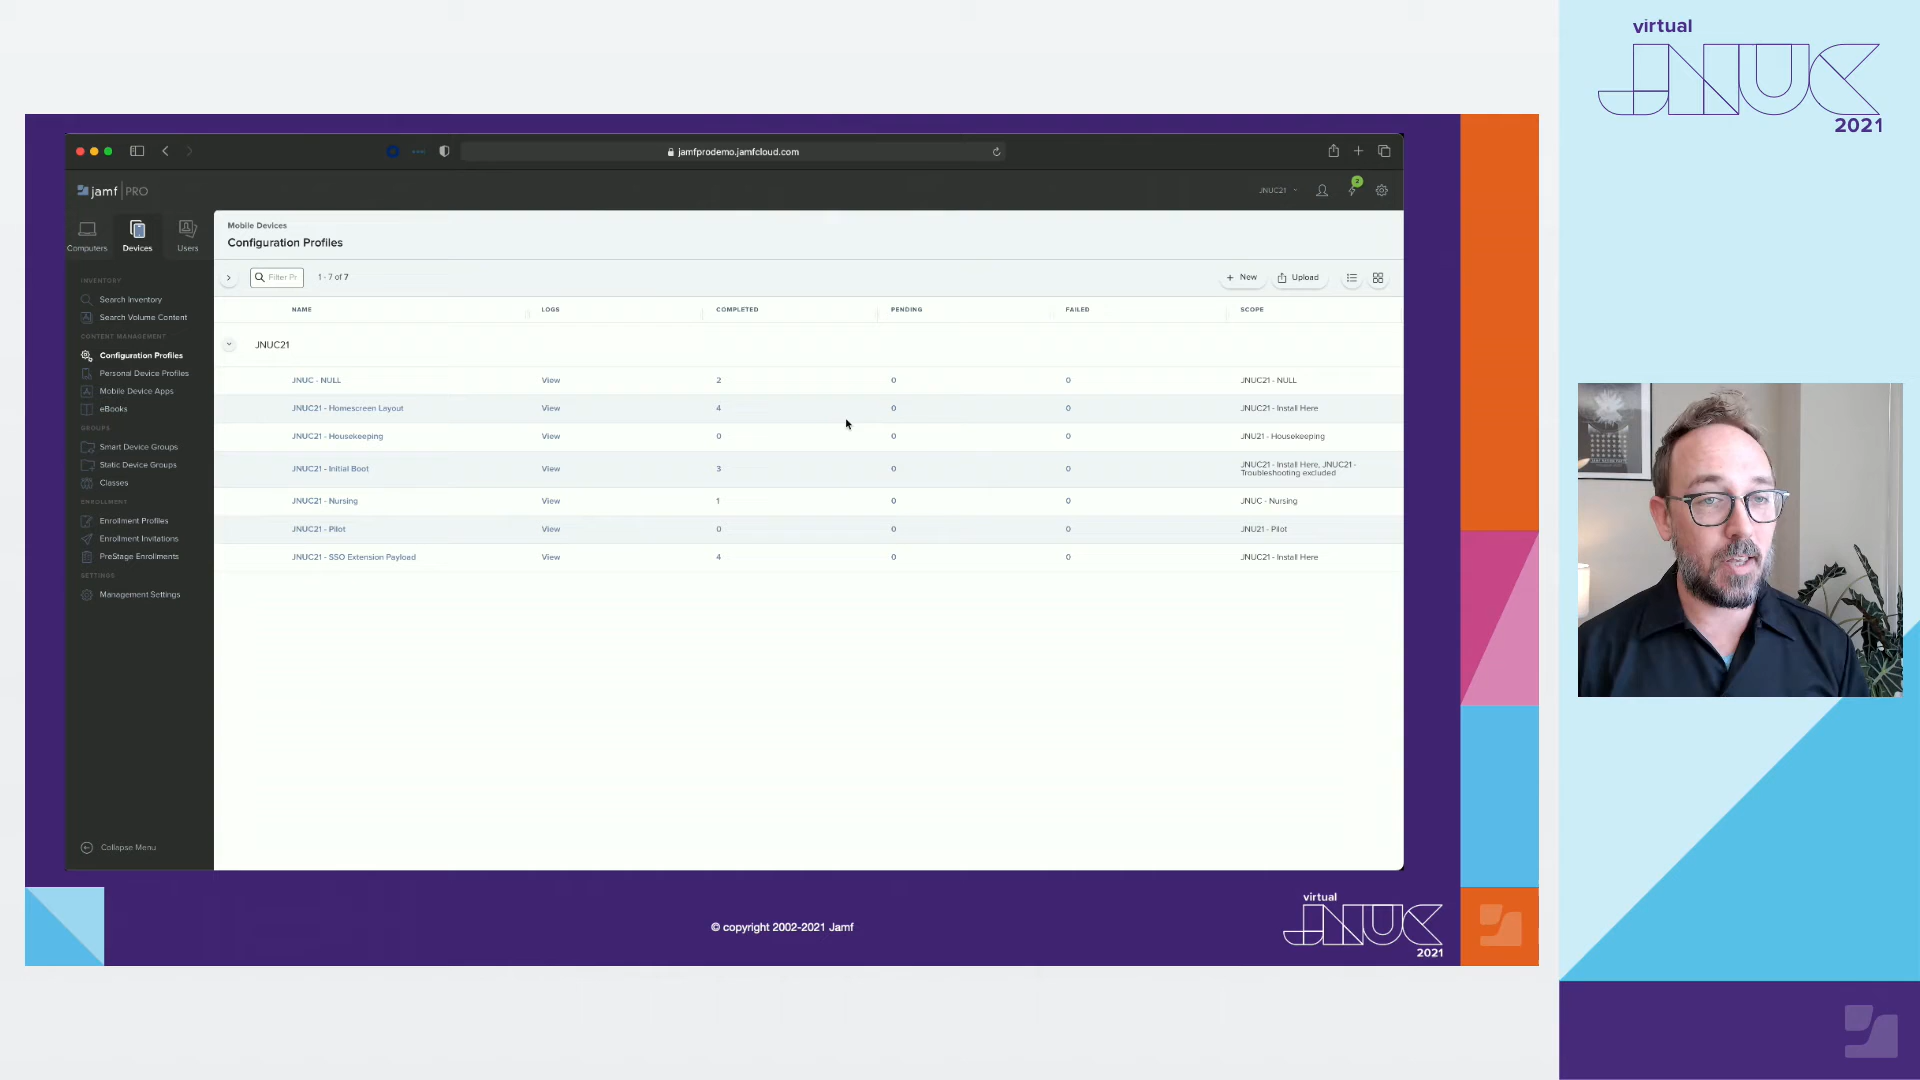 virtual
JNUC
2021
jamfprodemo.jamfcloud.com
jamf PRO
JNUC21
2
Computers
Devices
Users
INVENTORY
Search Inventory
Search Volume Content
CONTENT MANAGEMENT
Configuration Profiles
Personal Device Profiles
Mobile Device Apps
eBooks
GROUPS
Smart Device Groups
Static Device Groups
Classes
ENROLLMENT
Enrollment Profiles
Enrollment Invitations
PreStage Enrollments
SETTINGS
Management Settings
Collapse Menu
Mobile Devices
Configuration Profiles
Filter Pr
1 - 7 of 7
New
Upload
NAME LOGS COMPLETED PENDING FAILED SCOPE
JNUC21
JNUC - NULL View 2 0 0 JNUC21 - NULL
JNUC21 - Homescreen Layout View 4 0 0 JNUC21 - Install Here
JNUC21 - Housekeeping View 0 0 0 JNU21 - Housekeeping
JNUC21 - Initial Boot View 3 0 0 JNUC21 - Install Here, JNUC21 -
Troubleshooting excluded
JNUC21 - Nursing View 1 0 0 JNUC - Nursing
JNUC21 - Pilot View 0 0 0 JNU21 - Pilot
JNUC21 - SSO Extension Payload View 4 0 0 JNUC21 - Install Here
© copyright 2002-2021 Jamf
virtual
JNUC
2021